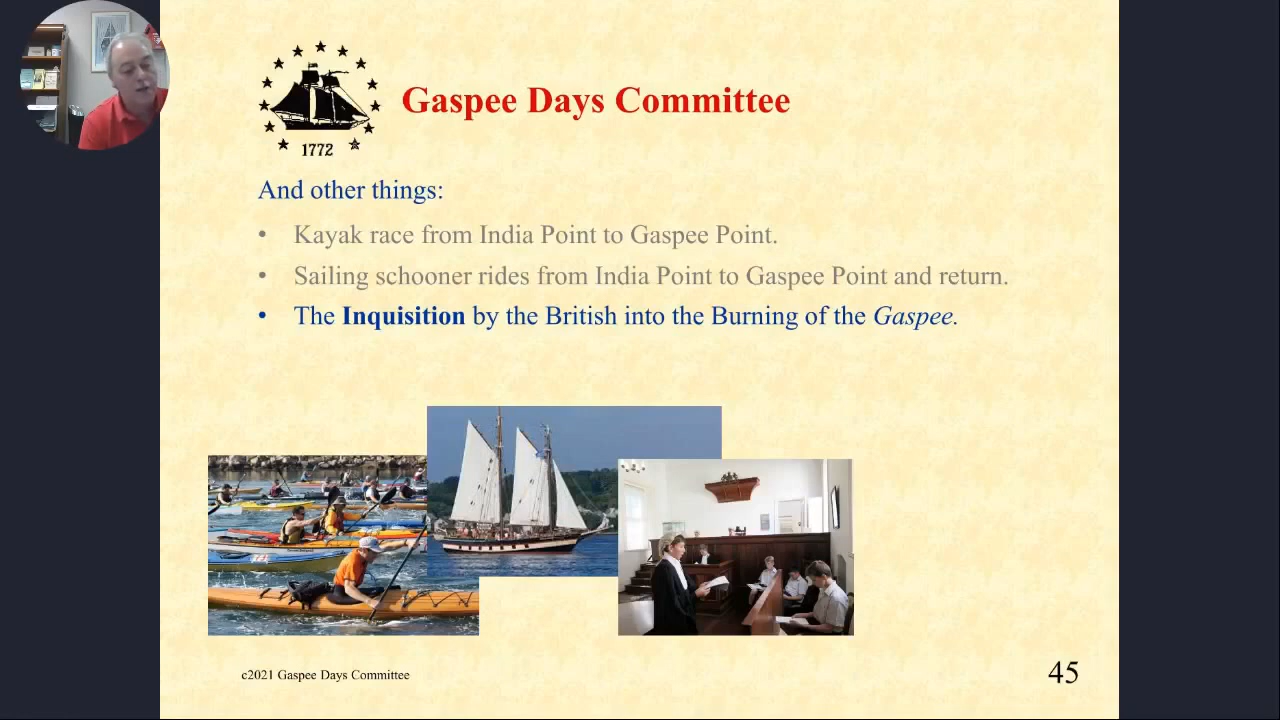 1772
Gaspee Days Committee
And other things:
• Kayak race from India Point to Gaspee Point.
• Sailing schooner rides from India Point to Gaspee Point and return.
• The Inquisition by the British into the Burning of the Gaspee.
c2021 Gaspee Days Committee
45